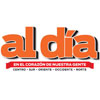 al día
EN EL CORAZÓN DE NUESTRA GENTE
CENTRO • SUR • ORIENTE • OCCIDENTE • NORTE